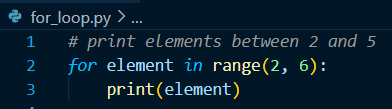 for_loop.py > ...
1 # print elements between 2 and 5
2 for element in range(2, 6):
3     print(element)